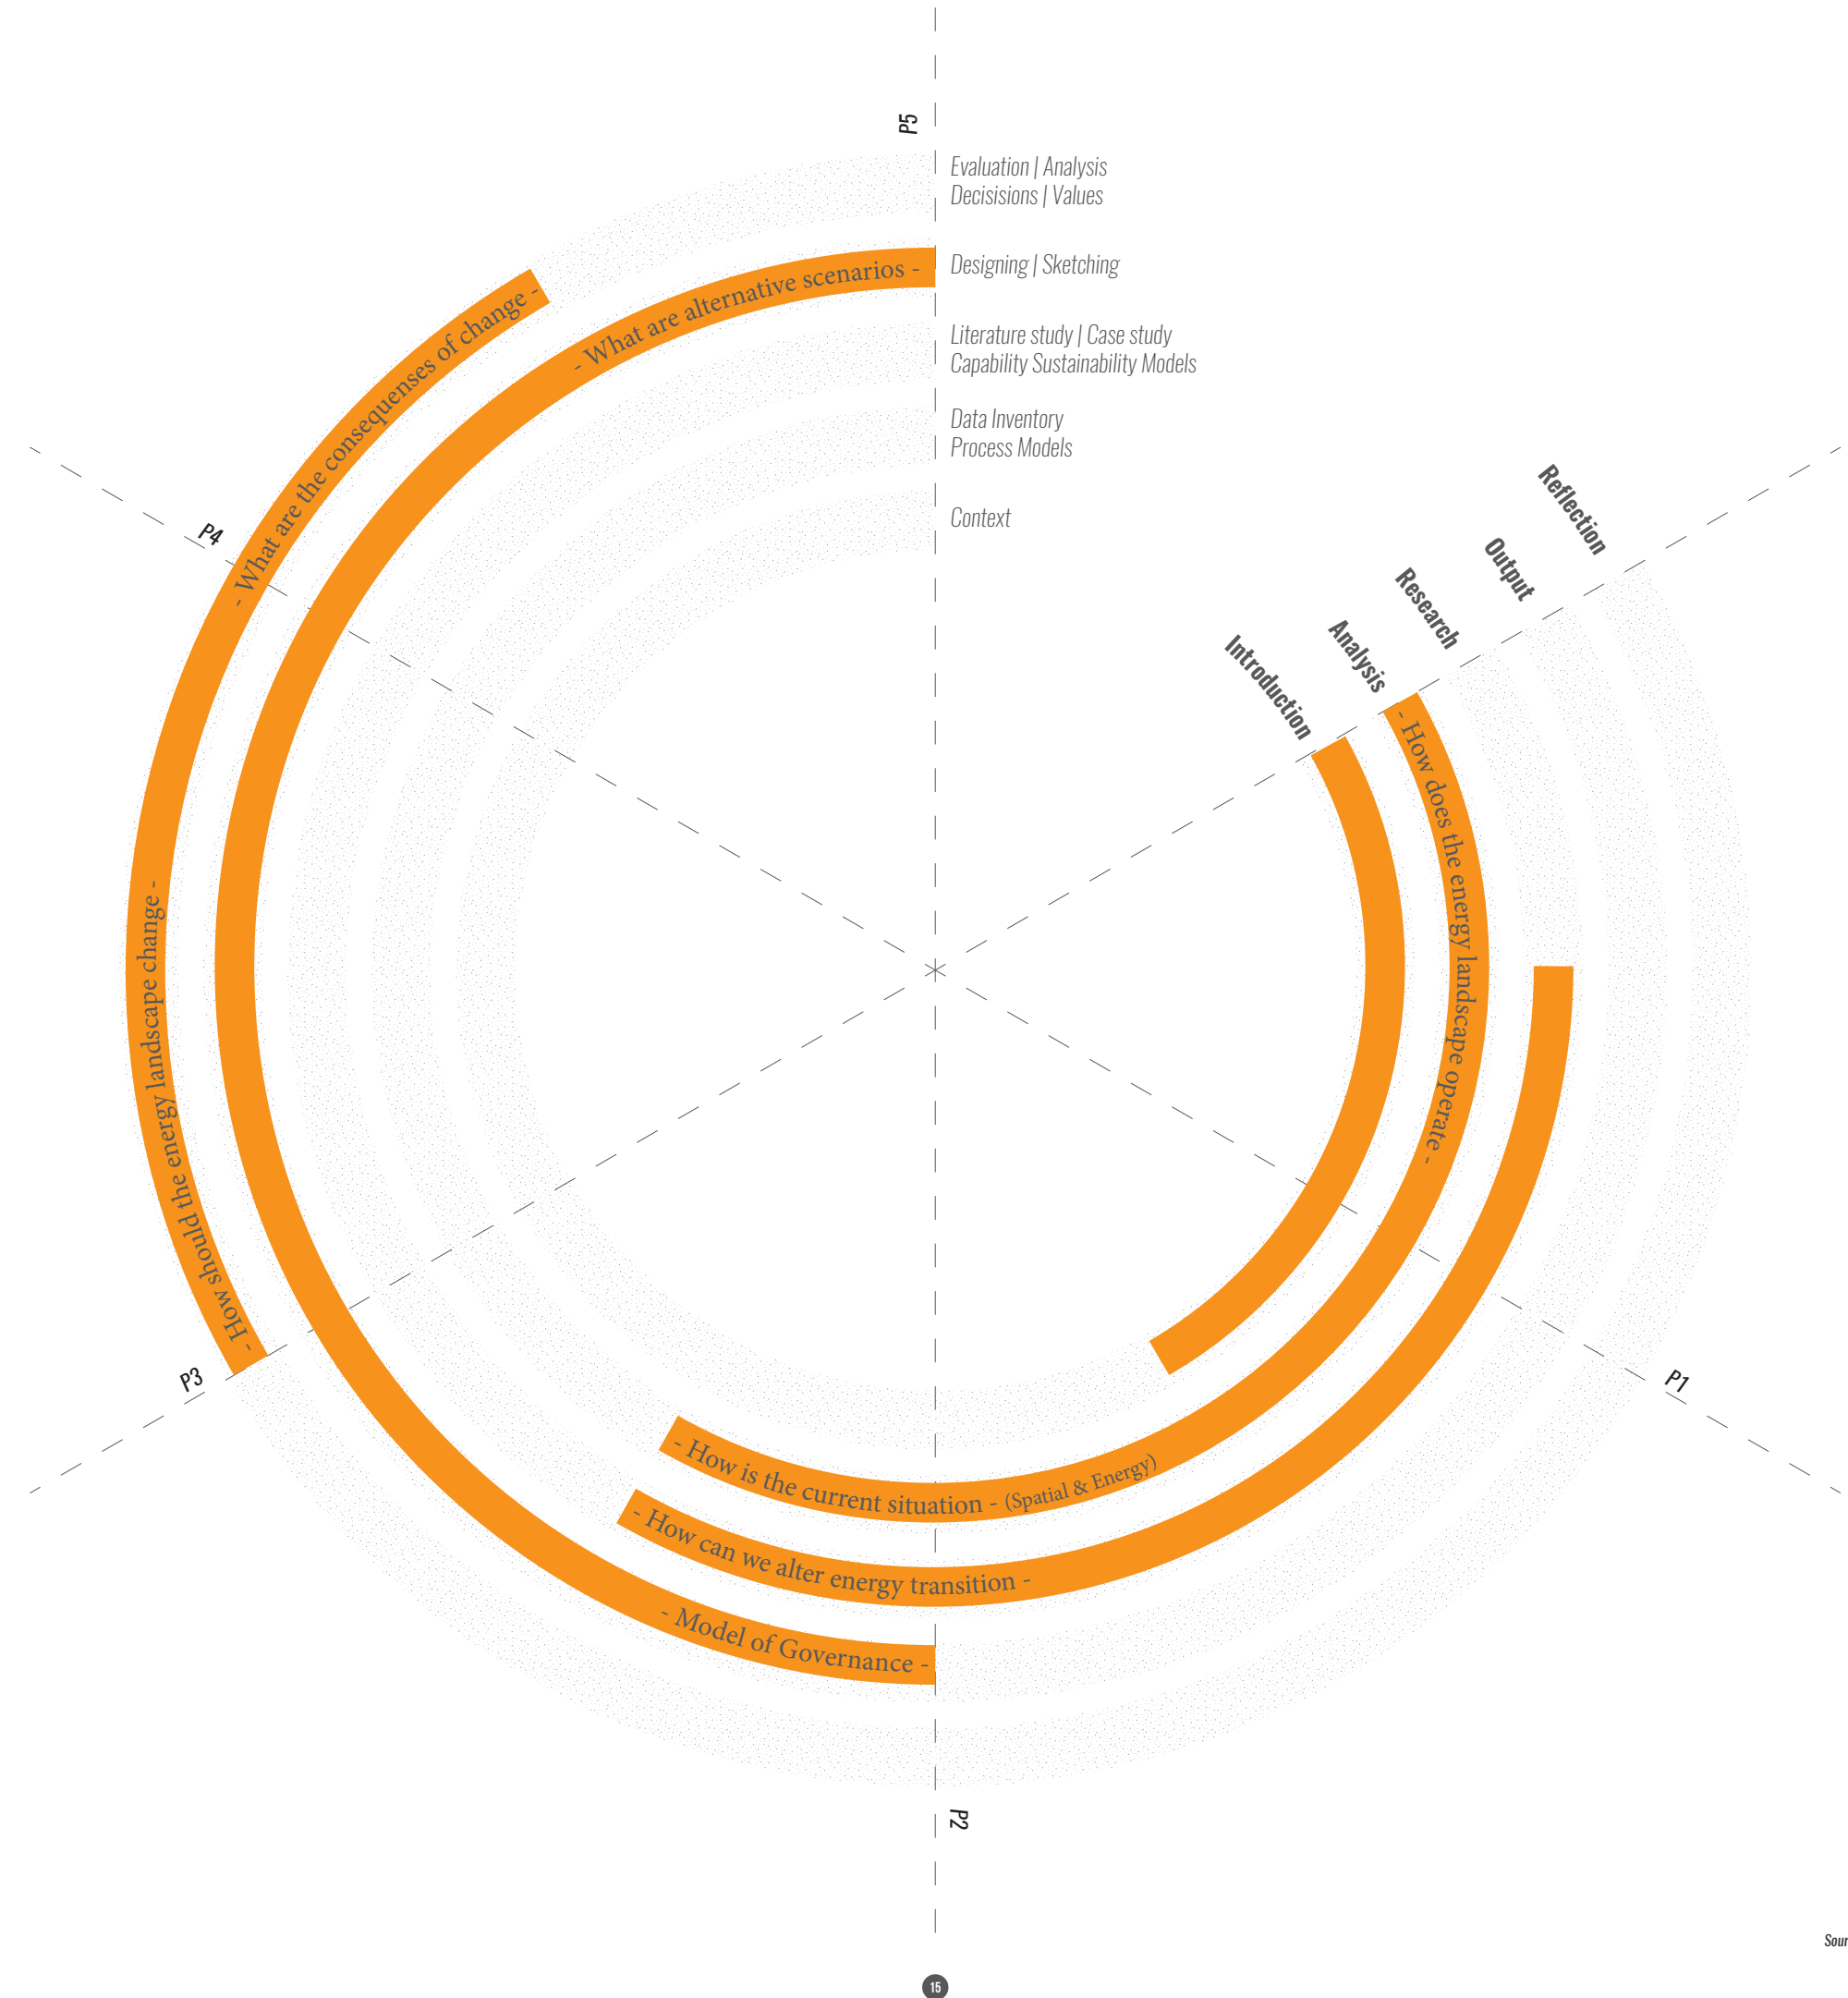 P5
Evaluation | Analysis
Decisisions | Values
Designing | Sketching
Literature study | Case study
Capability Sustainability Models
Data Inventory
Process Models
Context
Reflection
Output
Research
Analysis
Introduction
- What are the consequenses of change -
- What are alternative scenarios -
P4
- How does the energy landscape operate -
- How should the energy landscape change -
P3
P1
- How is the current situation - (Spatial & Energy)
- How can we alter energy transition -
- Model of Governance -
P2
15